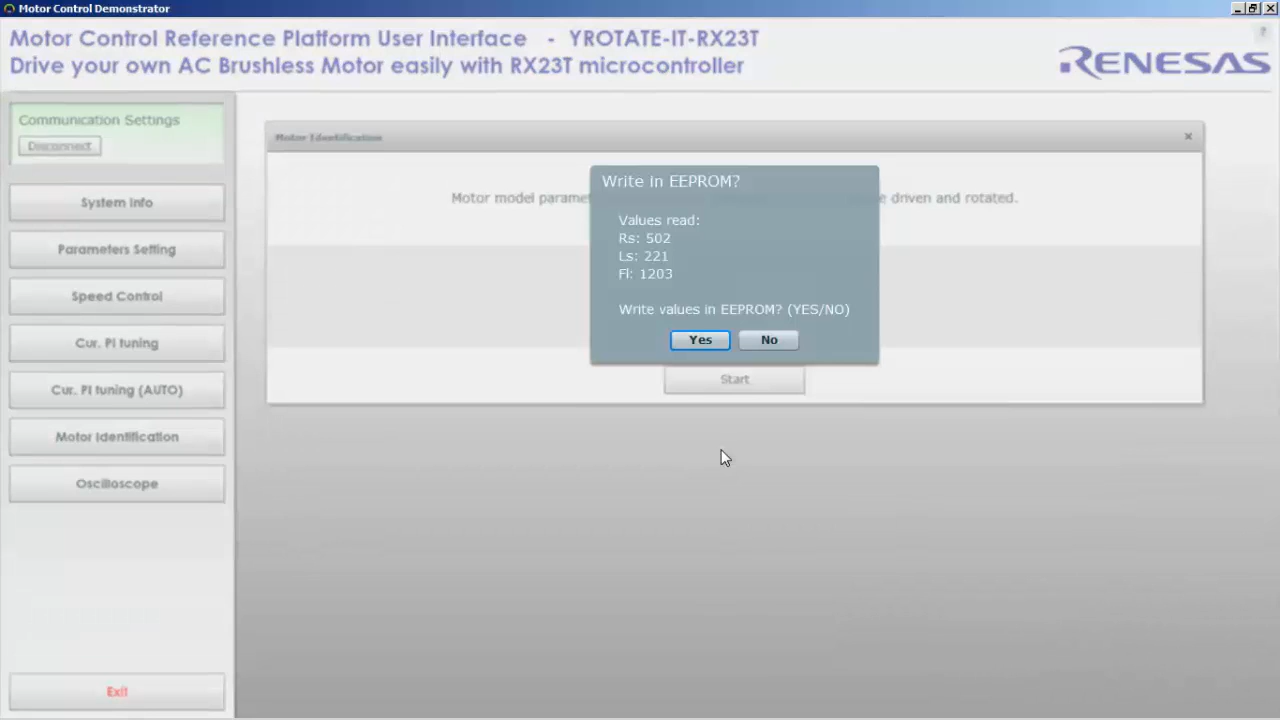 Motor Control Demonstrator
Motor Control Reference Platform User Interface - YROTATE-IT-RX23T
Drive your own AC Brushless Motor easily with RX23T microcontroller
?
RENESAS
Communication Settings
Disconnect
System Info
Parameters Setting
Speed Control
Cur. PI tuning
Cur. PI tuning (AUTO)
Motor Identification
Oscilloscope
Exit
Motor Identification
Motor model parame
e driven and rotated.
Write in EEPROM?
Values read:
Rs: 502
Ls: 221
Fl: 1203
Write values in EEPROM? (YES/NO)
Yes No
Start